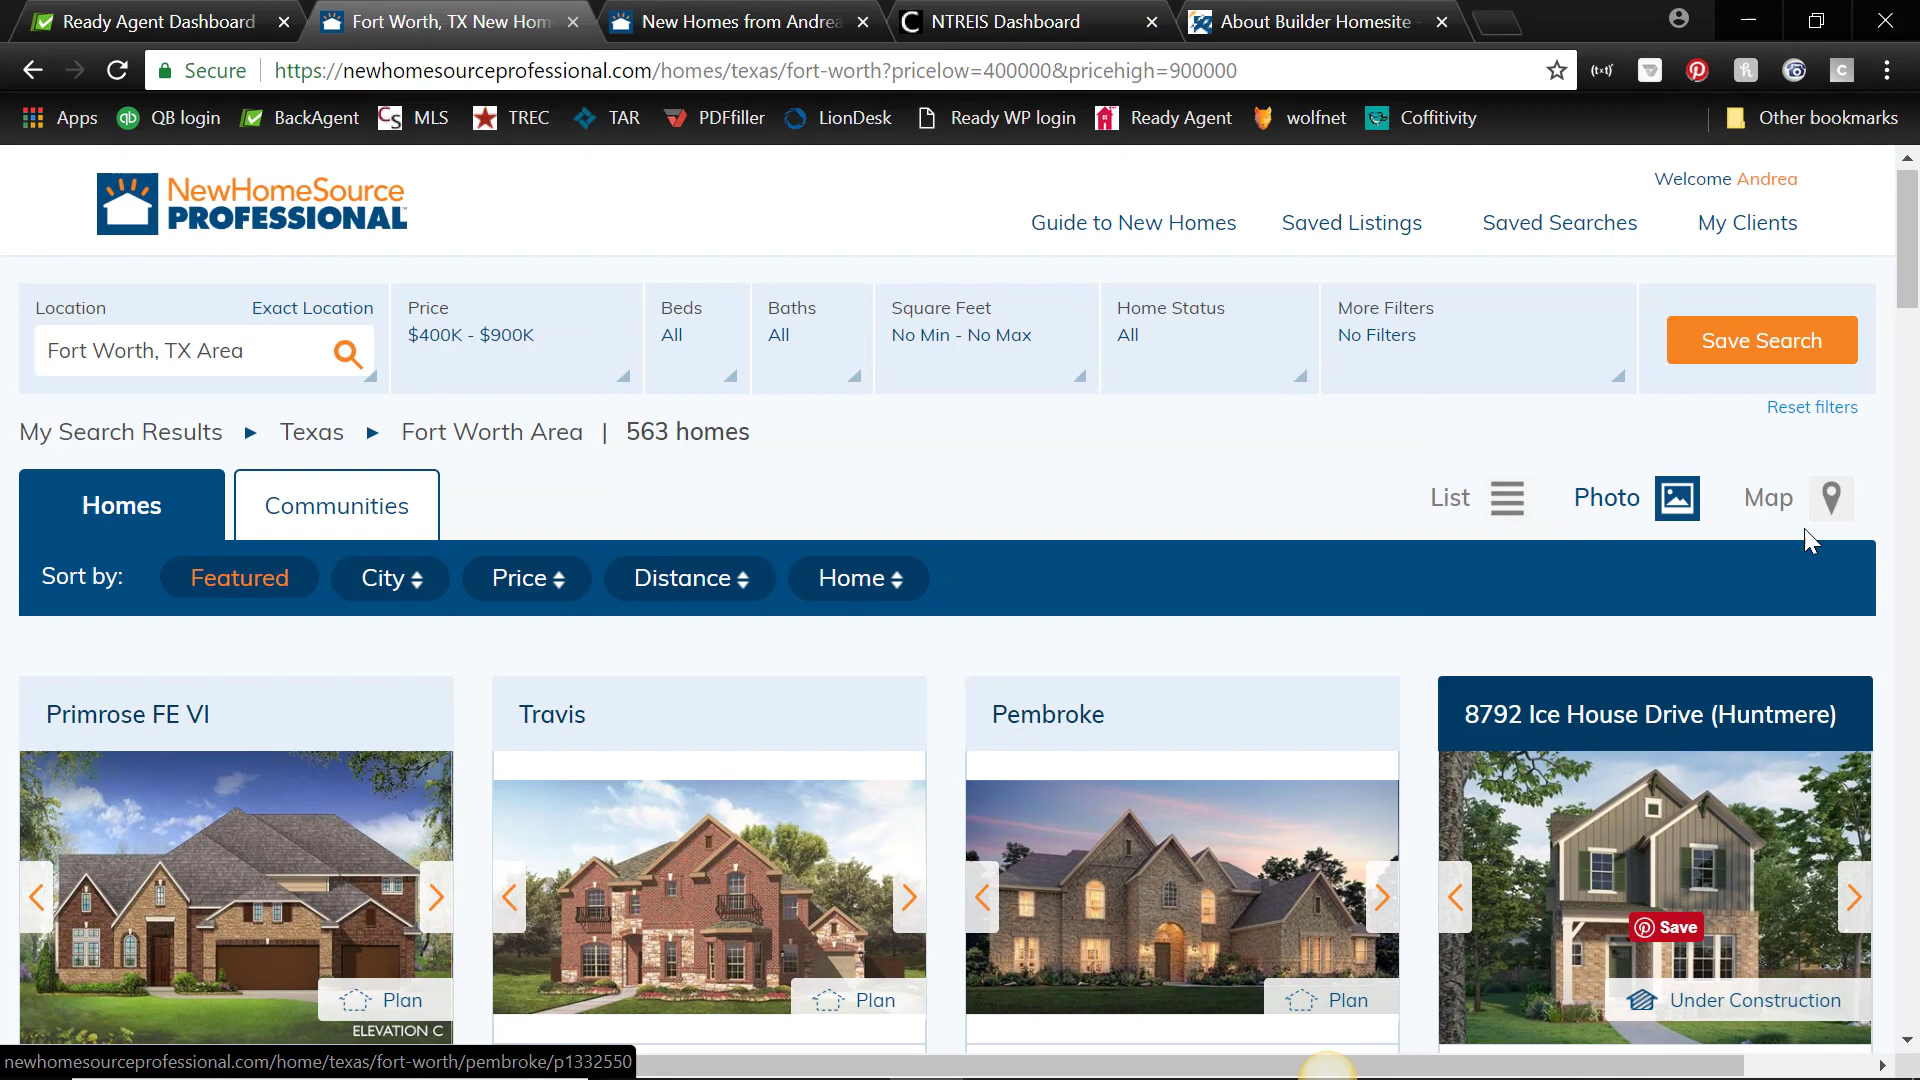 Ready Agent Dashboard
Fort Worth, TX New Hom
New Homes from Andrea
NTREIS Dashboard
About Builder Homesite
Secure
https://newhomesourceprofessional.com/homes/texas/fort-worth?pricelow=400000&pricehigh=900000
Apps
QB login
BackAgent
MLS
TREC
TAR
PDFfiller
LionDesk
Ready WP login
Ready Agent
wolfnet
Coffitivity
Other bookmarks
NewHomeSource
PROFESSIONAL
Welcome Andrea
Guide to New Homes
Saved Listings
Saved Searches
My Clients
Location
Exact Location
Price
Beds
Baths
Square Feet
Home Status
More Filters
Fort Worth, TX Area
$400K - $900K
All
All
No Min - No Max
All
No Filters
Save Search
Reset filters
My Search Results ▸ Texas ▸ Fort Worth Area | 563 homes
Homes
Communities
List
Photo
Map
Sort by:
Featured
City
Price
Distance
Home
Primrose FE VI
Travis
Pembroke
8792 Ice House Drive (Huntmere)
Save
Plan
Plan
Plan
Under Construction
ELEVATION C
newhomesourceprofessional.com/home/texas/fort-worth/pembroke/p1332550